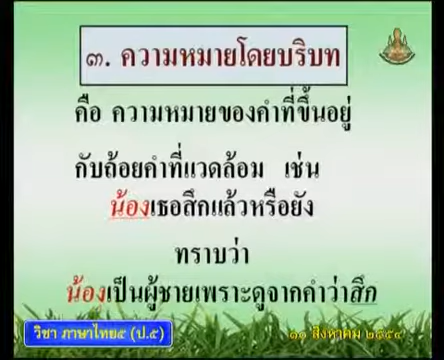 ๓. ความหมายโดยบริบท
คือ ความหมายของคำที่ขึ้นอยู่
กับถ้อยคำที่แวดล้อม เช่น
น้องเธอสึกแล้วหรือยัง
ทราบว่า
น้องเป็นผู้ชายเพราะดูจากคำว่าสึก
วิชา ภาษาไทย๕ (ป.๕)
๑๑ สิงหาคม ๒๕๕๔